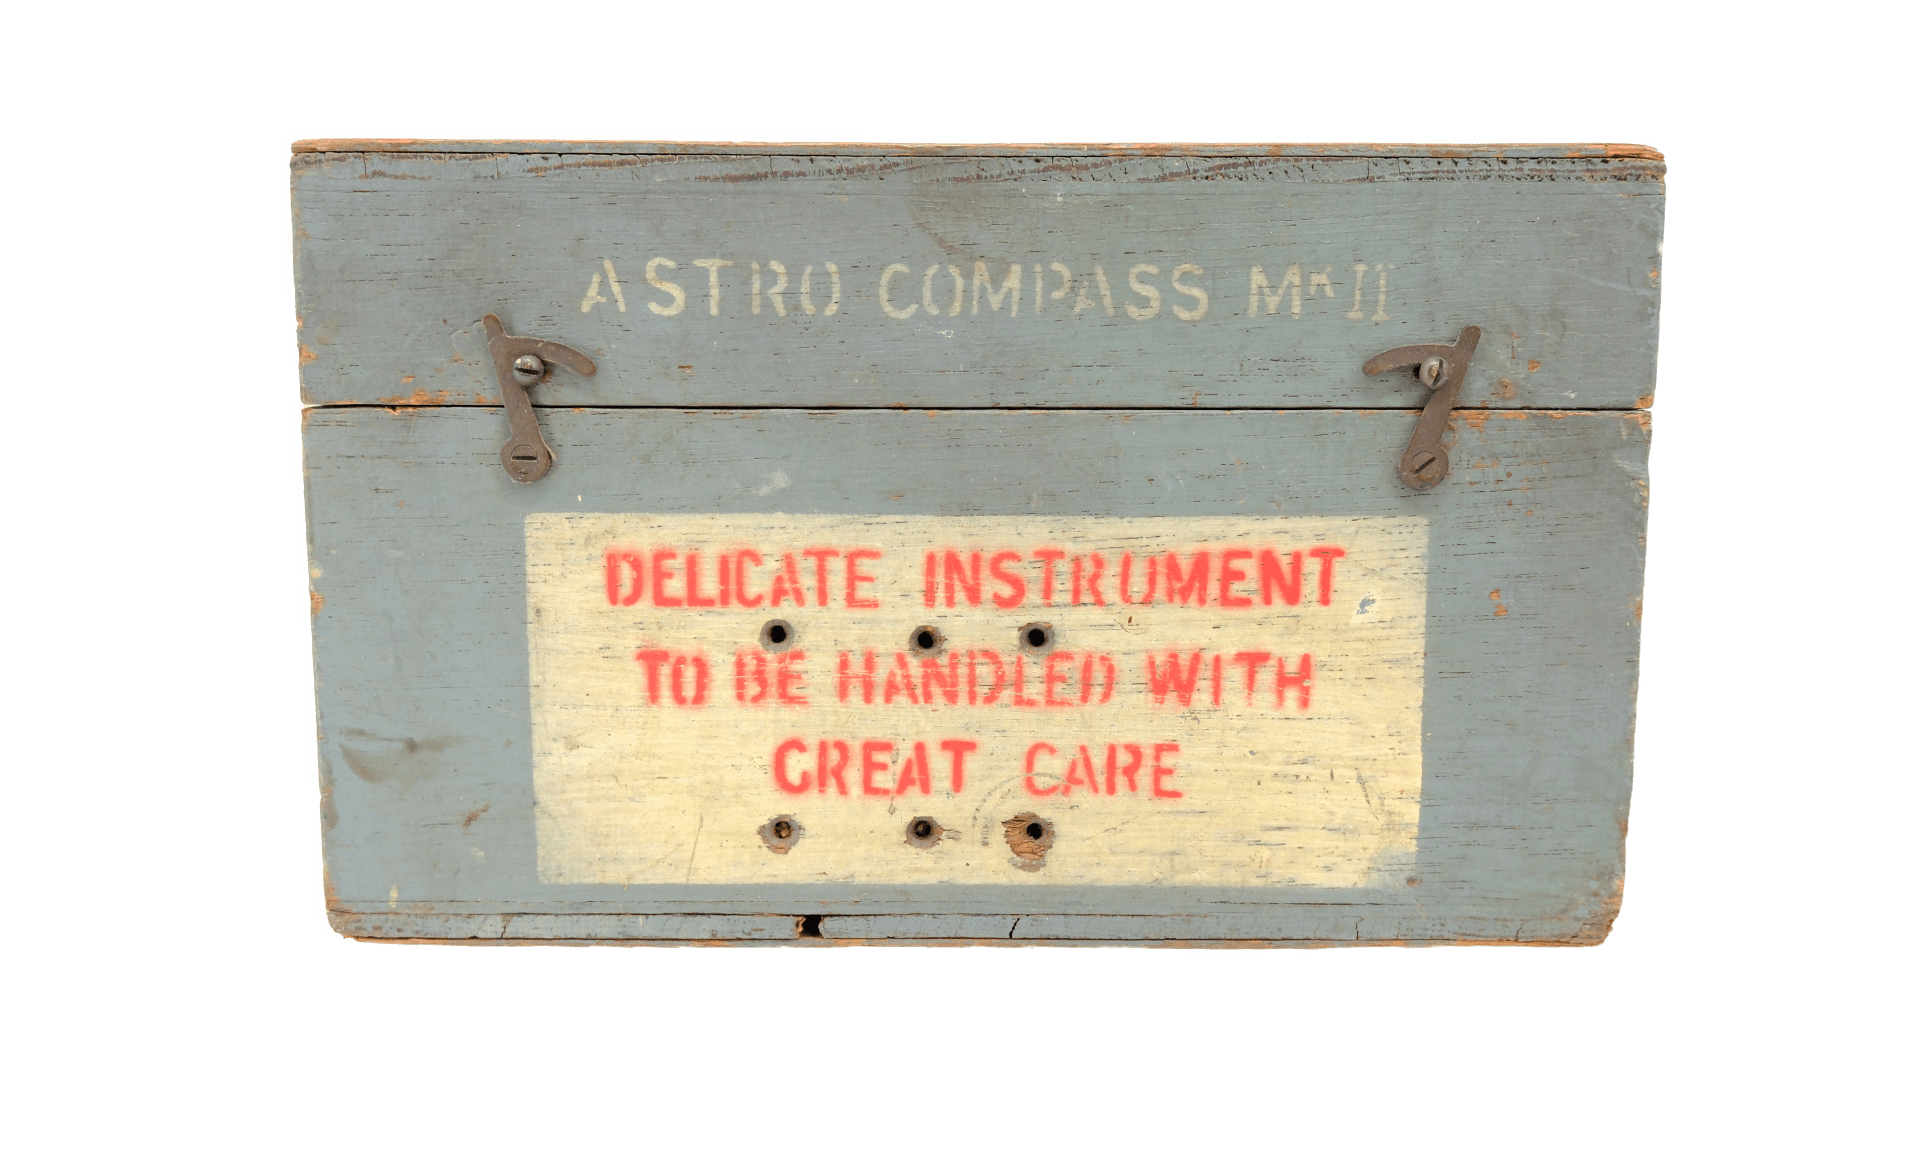 ASTRO COMPASS MK II
DELICATE INSTRUMENT
TO BE HANDLED WITH
GREAT CARE